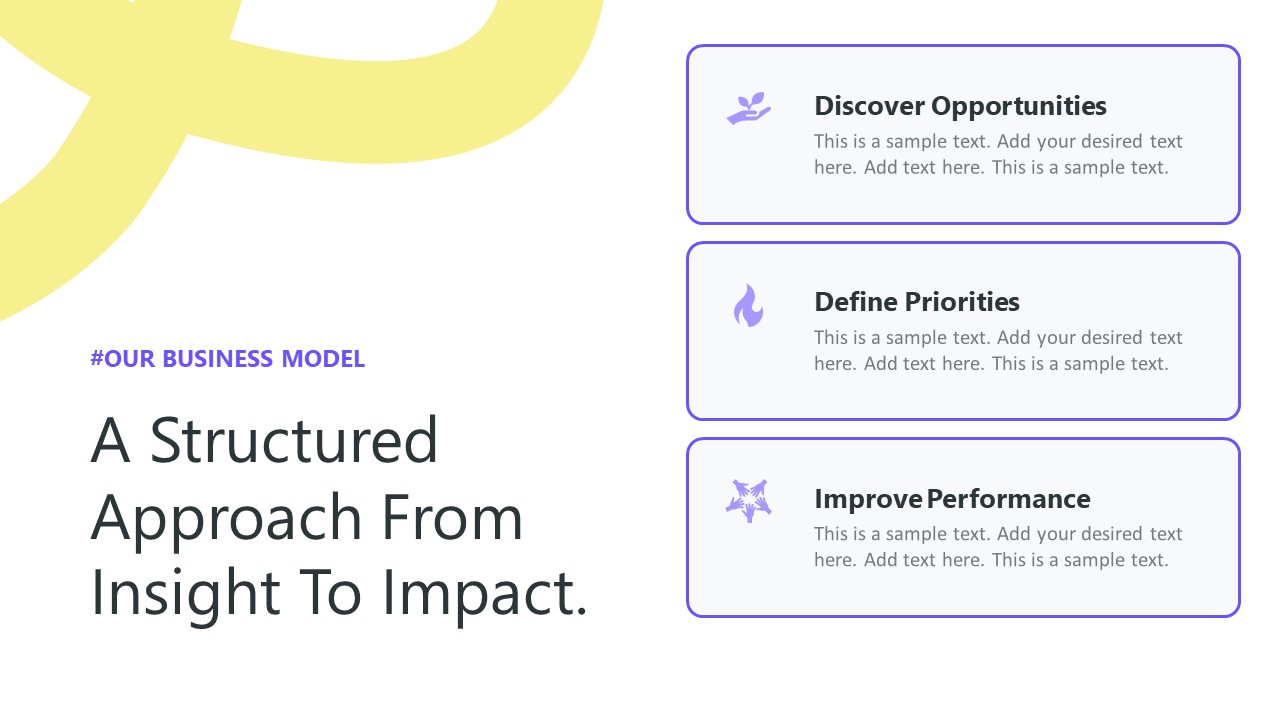 #OUR BUSINESS MODEL
A Structured
Approach From
Insight To Impact.
Discover Opportunities
This is a sample text. Add your desired text
here. Add text here. This is a sample text.
Define Priorities
This is a sample text. Add your desired text
here. Add text here. This is a sample text.
Improve Performance
This is a sample text. Add your desired text
here. Add text here. This is a sample text.